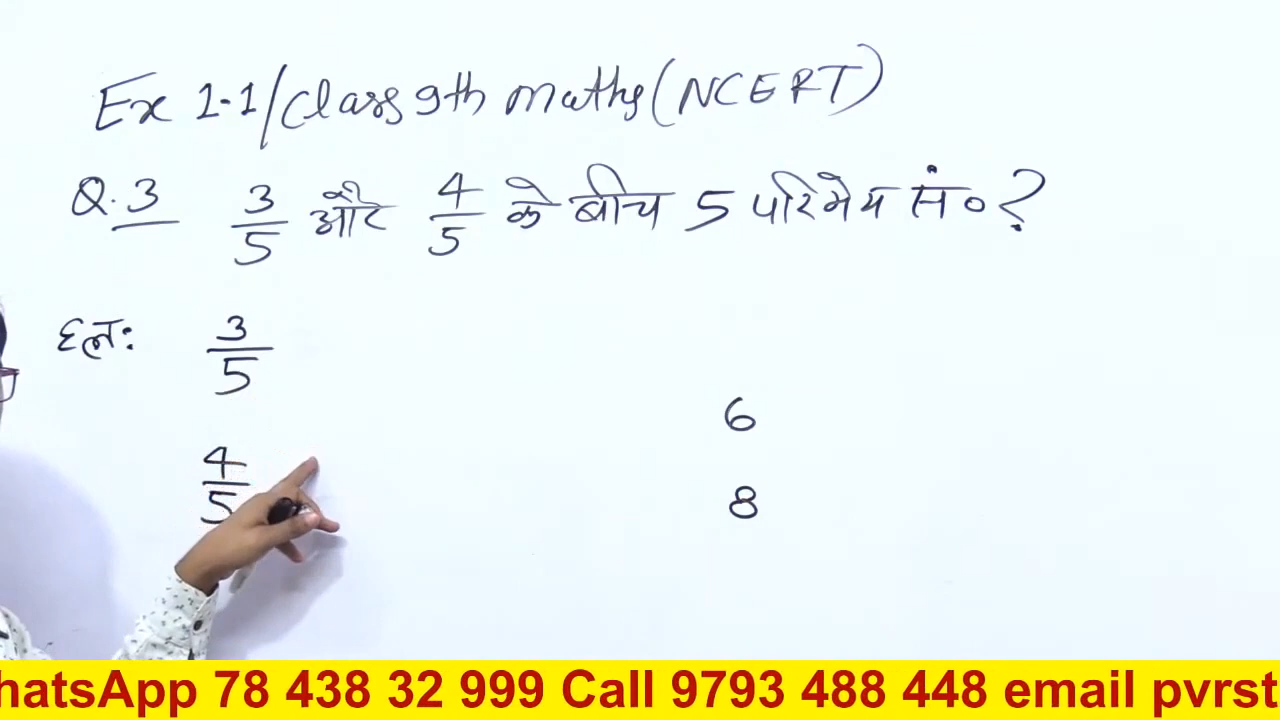 Ex 1.1/Class 9th maths (NCERT)
Q.3 3/5 और 4/5 के बीच 5 परिमेय सं० ?
हल: 3/5
6
4/5
8
hatsApp 78 438 32 999 Call 9793 488 448 email pvrst